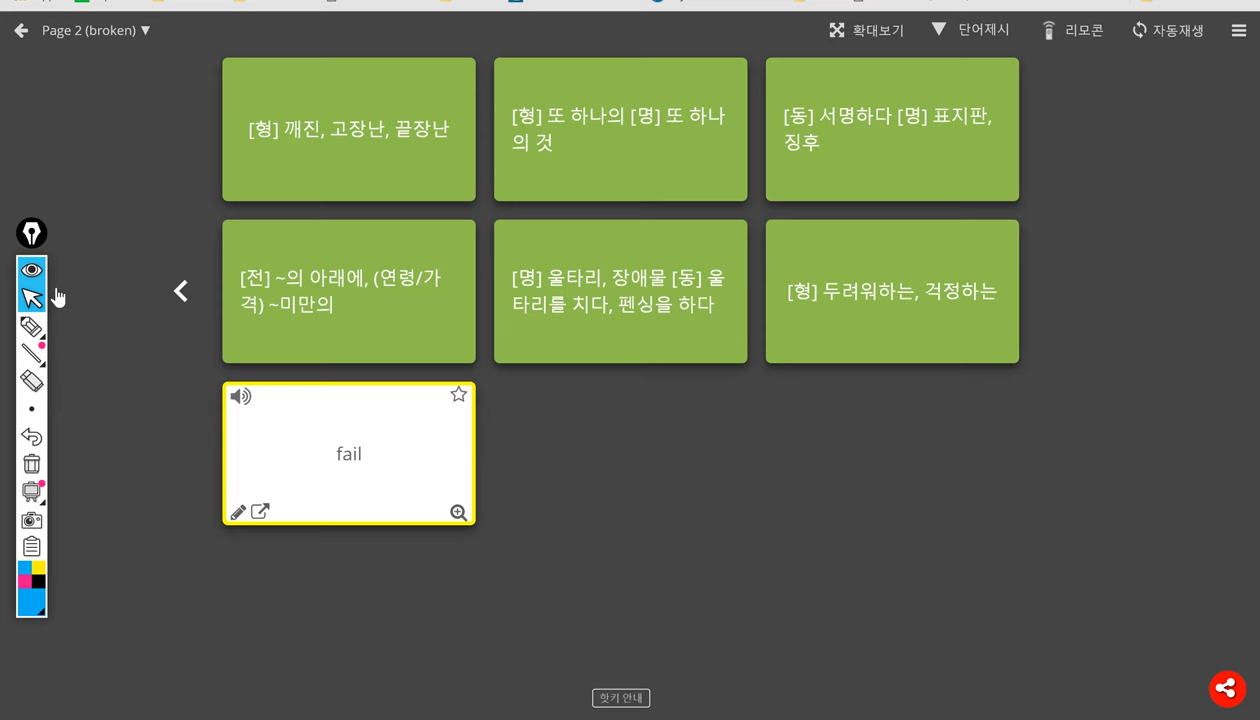 Page 2 (broken) ▼
확대보기
▼ 단어제시
리모콘
자동재생
[형] 깨진, 고장난, 끝장난
[형] 또 하나의 [명] 또 하나
의 것
[동] 서명하다 [명] 표지판,
징후
[전] ~의 아래에, (연령/가
격) ~미만의
[명] 울타리, 장애물 [동] 울
타리를 치다, 펜싱을 하다
[형] 두려워하는, 걱정하는
fail
핫키 안내